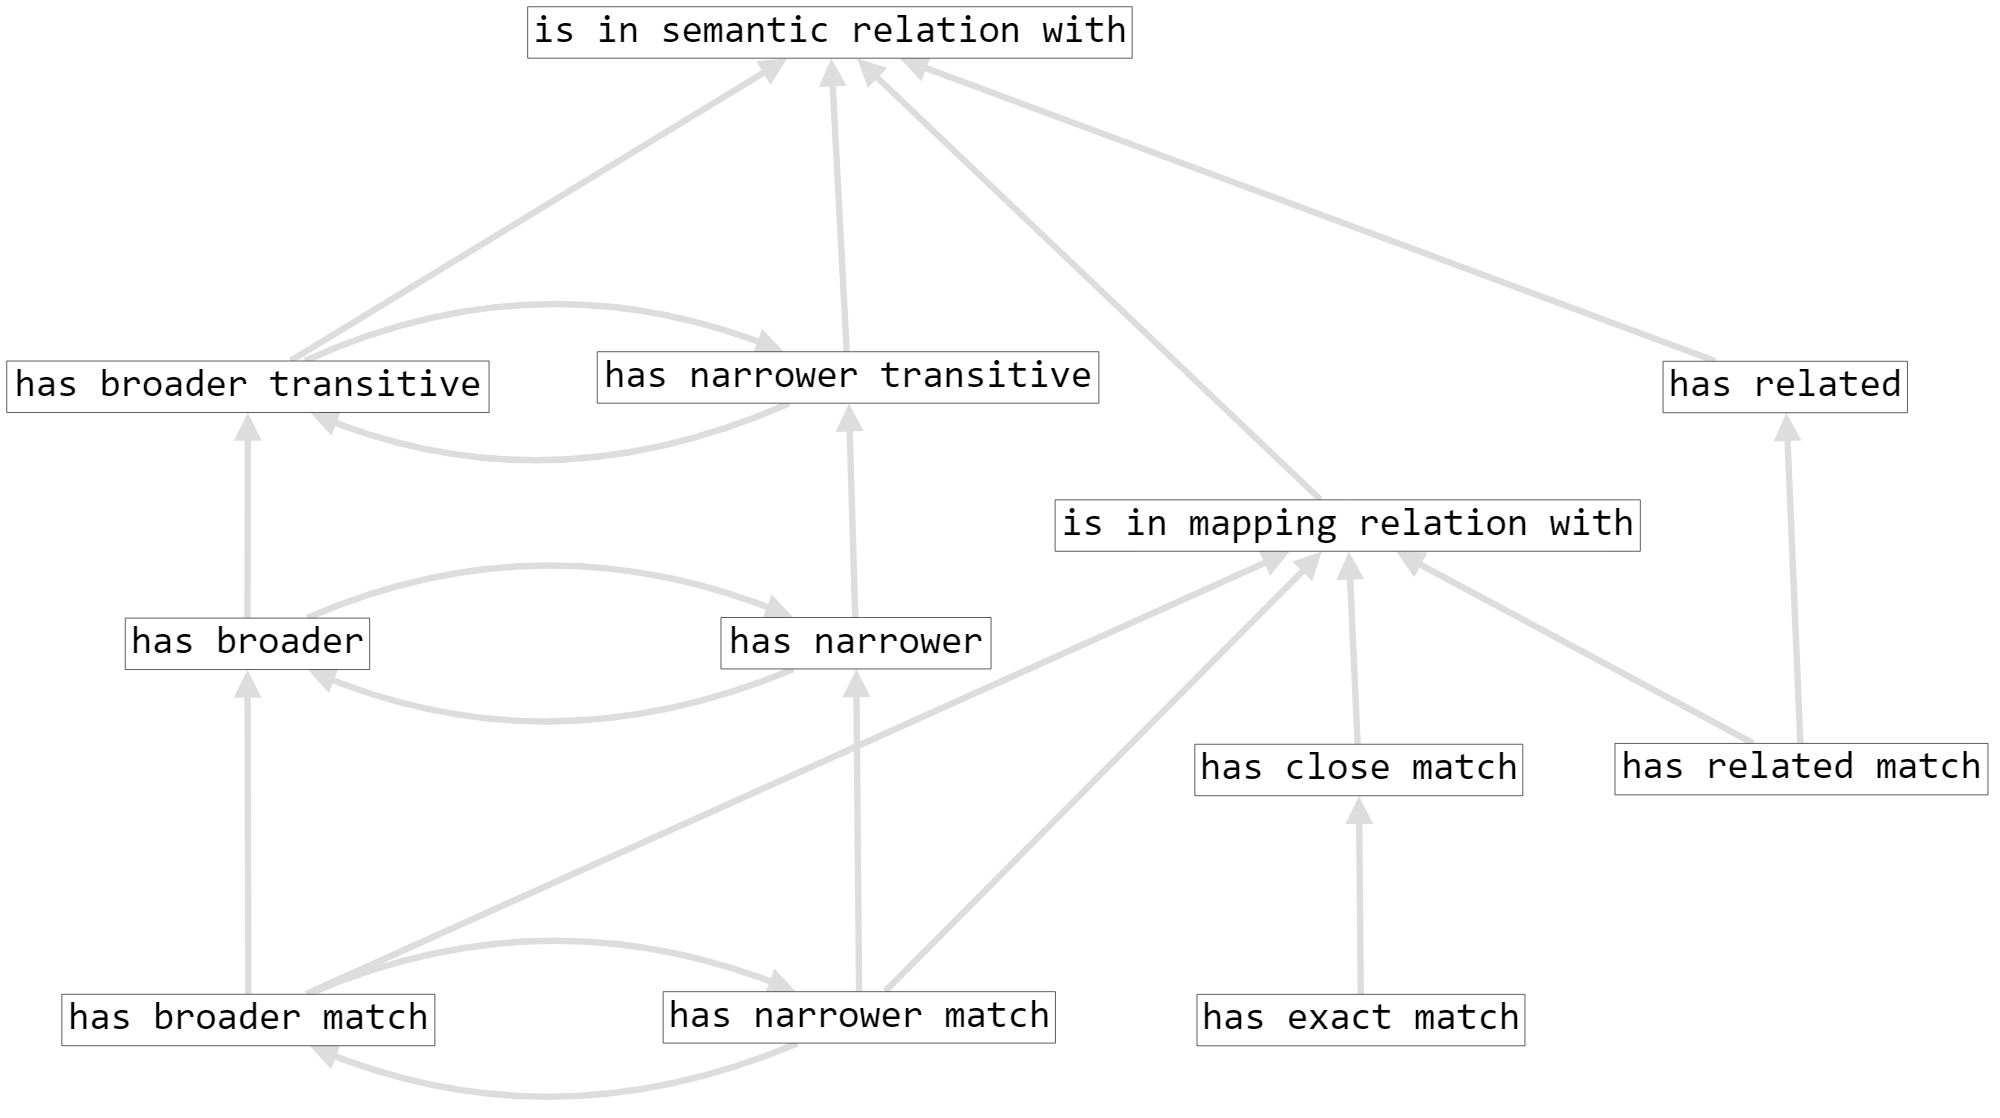 is in semantic relation with
has broader transitive
has narrower transitive
has related
is in mapping relation with
has broader
has narrower
has close match
has related match
has broader match
has narrower match
has exact match